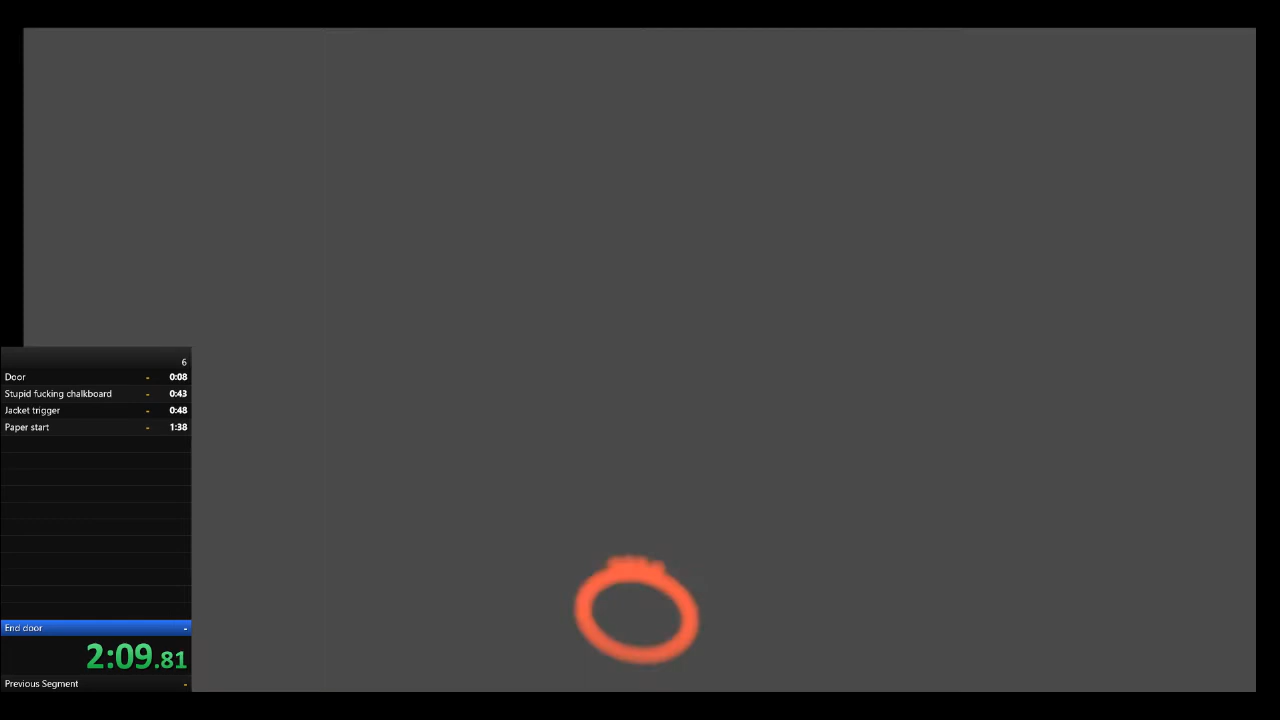 6
Door - 0:08
Stupid fucking chalkboard - 0:43
Jacket trigger - 0:48
Paper start - 1:38
End door -
2:09.81
Previous Segment -